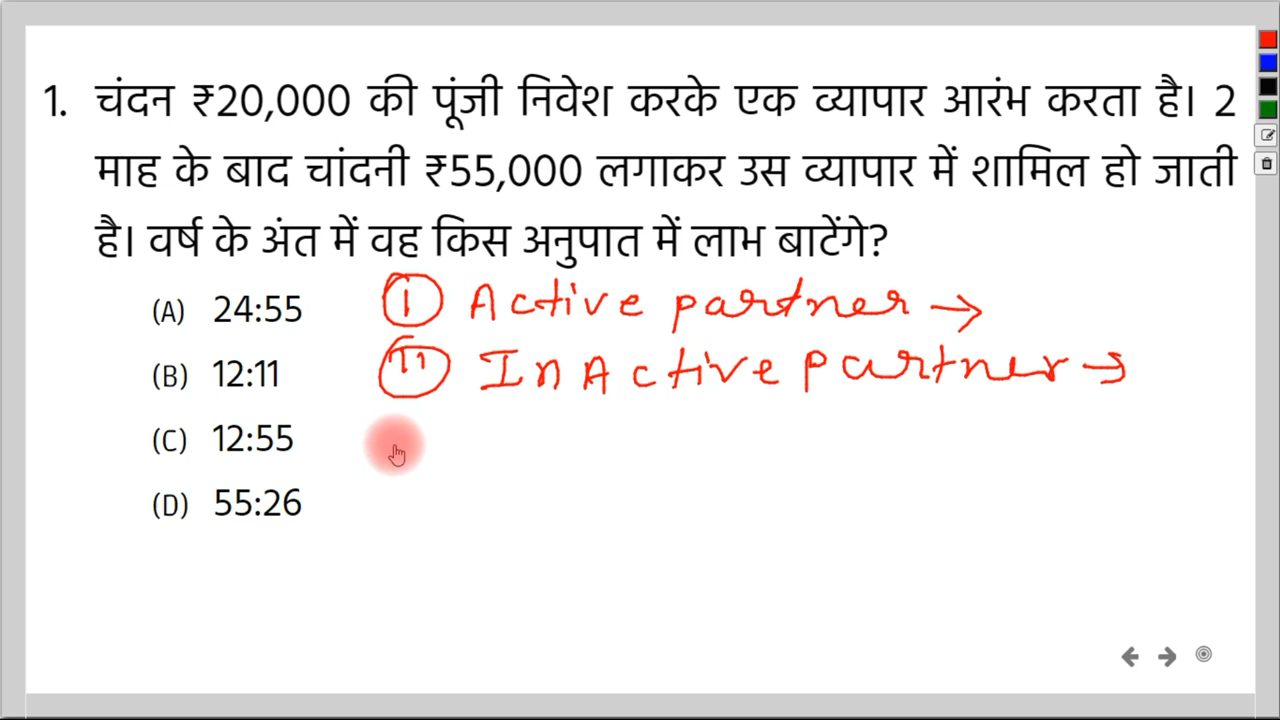 1. चंदन ₹20,000 की पूंजी निवेश करके एक व्यापार आरंभ करता है। 2
माह के बाद चांदनी ₹55,000 लगाकर उस व्यापार में शामिल हो जाती
है। वर्ष के अंत में वह किस अनुपात में लाभ बाटेंगे?
(A) 24:55
(I) Active partner →
(B) 12:11
(II) InActive partner →
(C) 12:55
(D) 55:26